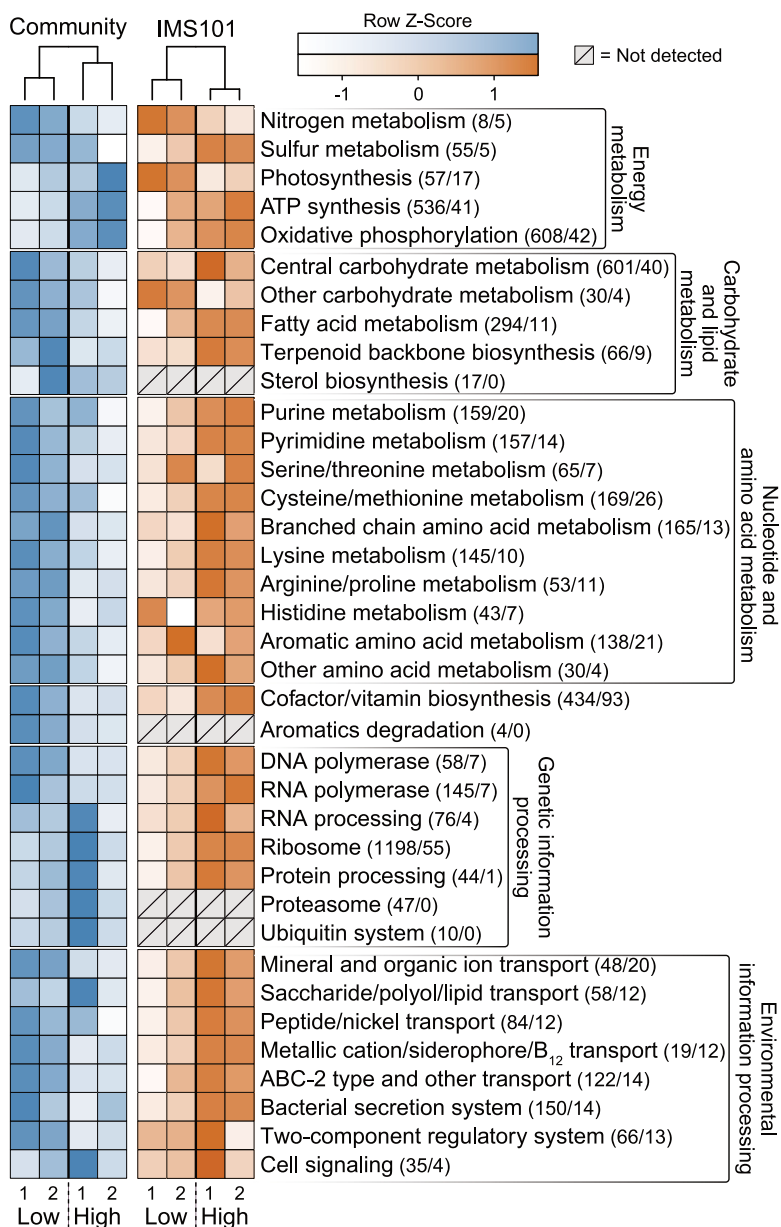 Community
IMS101
Row Z-Score
-1 0 1
= Not detected
Nitrogen metabolism (8/5)
Sulfur metabolism (55/5)
Photosynthesis (57/17)
ATP synthesis (536/41)
Oxidative phosphorylation (608/42)
Energy
metabolism
Central carbohydrate metabolism (601/40)
Other carbohydrate metabolism (30/4)
Fatty acid metabolism (294/11)
Terpenoid backbone biosynthesis (66/9)
Sterol biosynthesis (17/0)
Carbohydrate
and lipid
metabolism
Purine metabolism (159/20)
Pyrimidine metabolism (157/14)
Serine/threonine metabolism (65/7)
Cysteine/methionine metabolism (169/26)
Branched chain amino acid metabolism (165/13)
Lysine metabolism (145/10)
Arginine/proline metabolism (53/11)
Histidine metabolism (43/7)
Aromatic amino acid metabolism (138/21)
Other amino acid metabolism (30/4)
Nucleotide and
amino acid metabolism
Cofactor/vitamin biosynthesis (434/93)
Aromatics degradation (4/0)
DNA polymerase (58/7)
RNA polymerase (145/7)
RNA processing (76/4)
Ribosome (1198/55)
Protein processing (44/1)
Proteasome (47/0)
Ubiquitin system (10/0)
Genetic information
processing
Mineral and organic ion transport (48/20)
Saccharide/polyol/lipid transport (58/12)
Peptide/nickel transport (84/12)
Metallic cation/siderophore/B₁₂ transport (19/12)
ABC-2 type and other transport (122/14)
Bacterial secretion system (150/14)
Two-component regulatory system (66/13)
Cell signaling (35/4)
Environmental
information processing
1 2 1 2 1 2 1 2
Low High Low High